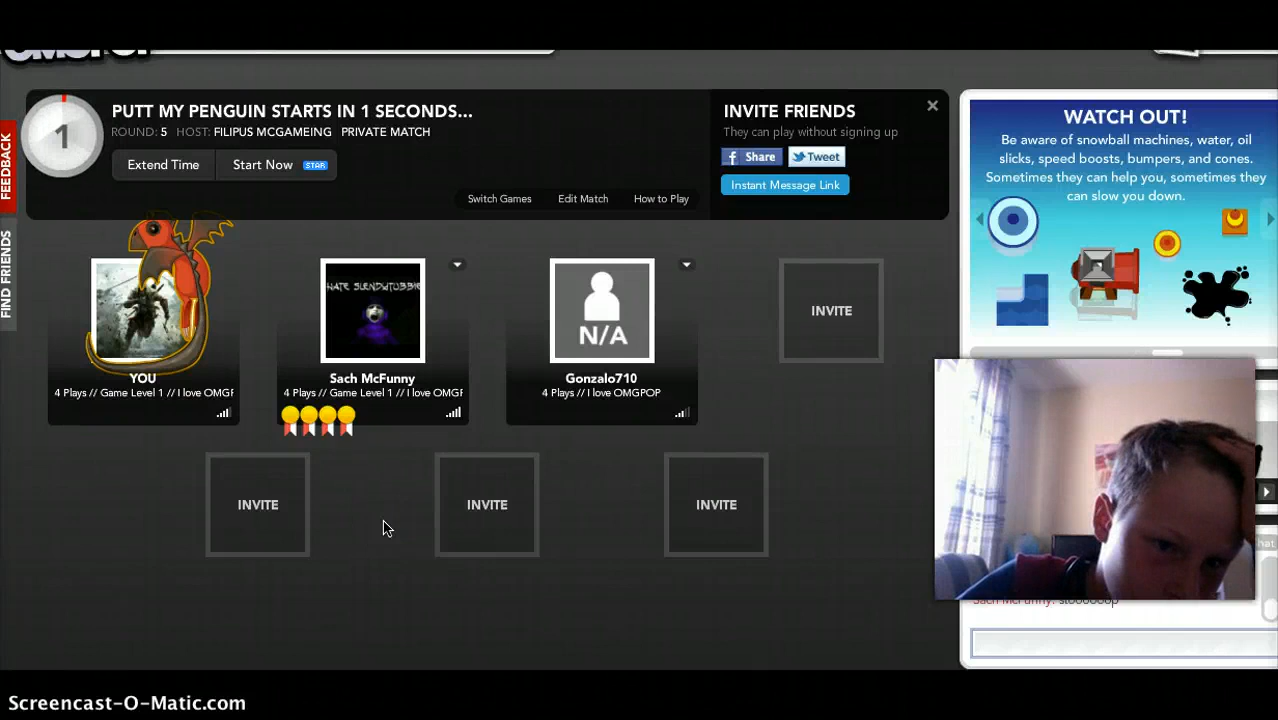 PUTT MY PENGUIN STARTS IN 1 SECONDS...
1
ROUND: 5 HOST: FILIPUS MCGAMEING PRIVATE MATCH
Extend Time
Start Now STAR
Switch Games
Edit Match
How to Play
INVITE FRIENDS
They can play without signing up
f Share
Tweet
Instant Message Link
WATCH OUT!
Be aware of snowball machines, water, oil
slicks, speed boosts, bumpers, and cones.
Sometimes they can help you, sometimes they
can slow you down.
FEEDBACK
FIND FRIENDS
YOU
4 Plays // Game Level 1 // I love OMGF
HATE SLENDYTUBBIE
Sach McFunny
4 Plays // Game Level 1 // I love OMGF
N/A
Gonzalo710
4 Plays // I love OMGPOP
INVITE
INVITE
INVITE
INVITE
hat
Sach McFunny:
Screencast-O-Matic.com